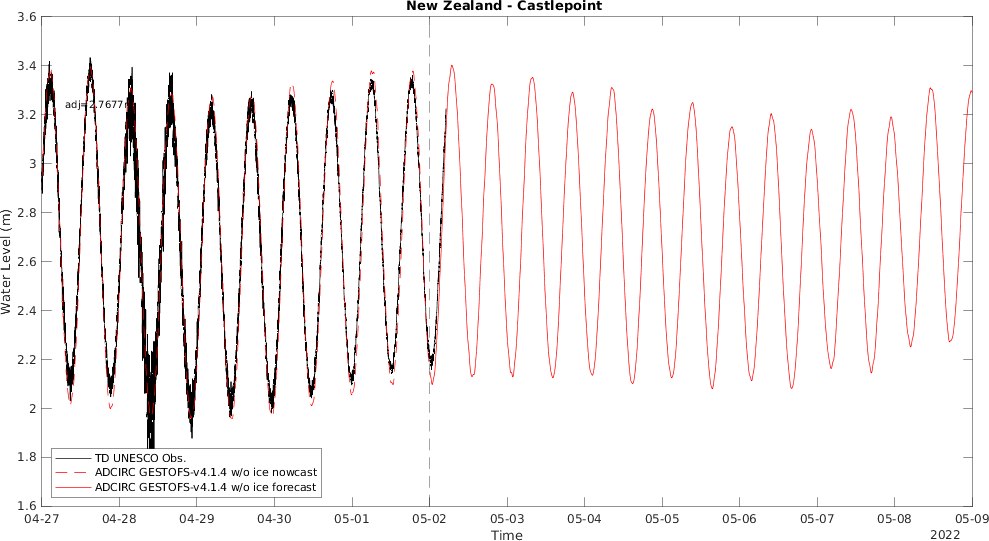 New Zealand - Castlepoint
3.6
3.4
3.2
3
2.8
2.6
2.4
2.2
2
1.8
1.6
Water Level (m)
adj=2.7677
TD UNESCO Obs.
ADCIRC GESTOFS-v4.1.4 w/o ice nowcast
ADCIRC GESTOFS-v4.1.4 w/o ice forecast
04-27 04-28 04-29 04-30 05-01 05-02 05-03 05-04 05-05 05-06 05-07 05-08 05-09
Time
2022